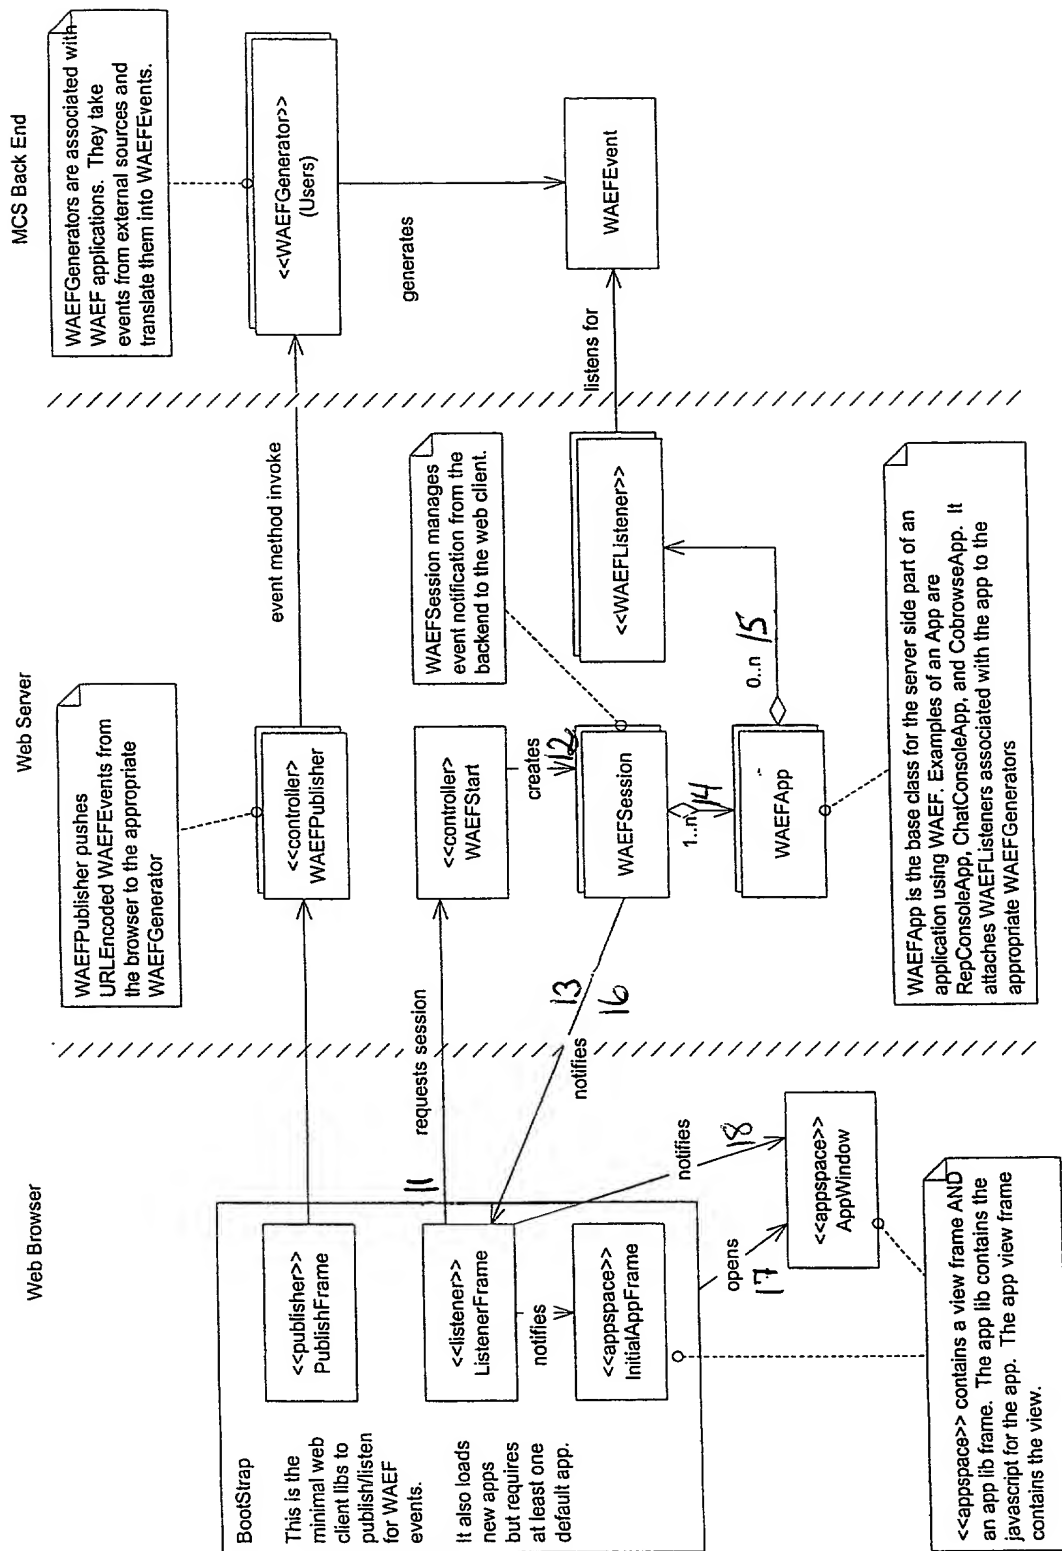 Web Browser
Web Server
MCS Back End
BootStrap
This is the
minimal web
client libs to
publish/listen
for WAEF
events.
It also loads
new apps
but requires
at least one
default app.
<<publisher>>
PublishFrame
<<listener>>
ListenerFrame
notifies
<<appspace>>
InitialAppFrame
11
requests session
opens
17
notifies
18
<<appspace>>
AppWindow
<<appspace>> contains a view frame AND
an app lib frame. The app lib contains the
javascript for the app. The app view frame
contains the view.
notifies
13
16
WAEFPublisher pushes
URLEncoded WAEFEvents from
the browser to the appropriate
WAEFGenerator
<<controller>
WAEFPublisher
<<controller>
WAEFStart
creates
12
WAEFSession
1..n
14
WAEFApp
0..n
15
event method invoke
WAEFSession manages
event notification from the
backend to the web client.
<<WAEFListener>>
listens for
WAEFApp is the base class for the server side part of an
application using WAEF. Examples of an App are
RepConsoleApp, ChatConsoleApp, and CobrowseApp. It
attaches WAEFListeners associated with the app to the
appropriate WAEFGenerators
WAEFGenerators are associated with
WAEF applications. They take
events from external sources and
translate them into WAEFEvents.
<<WAEFGenerator>>
(Users)
generates
WAEFEvent